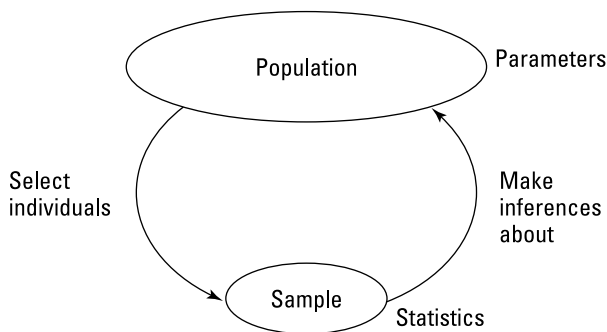 Population
Parameters
Select
individuals
Make
inferences
about
Sample
Statistics